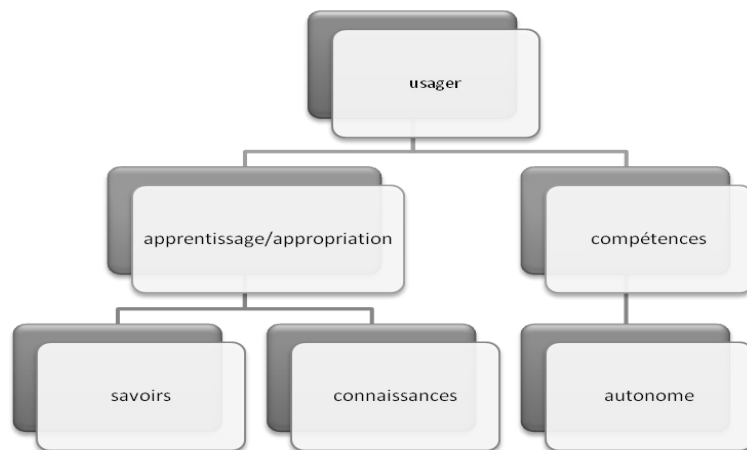 usager
apprentissage/appropriation
compétences
savoirs
connaissances
autonome